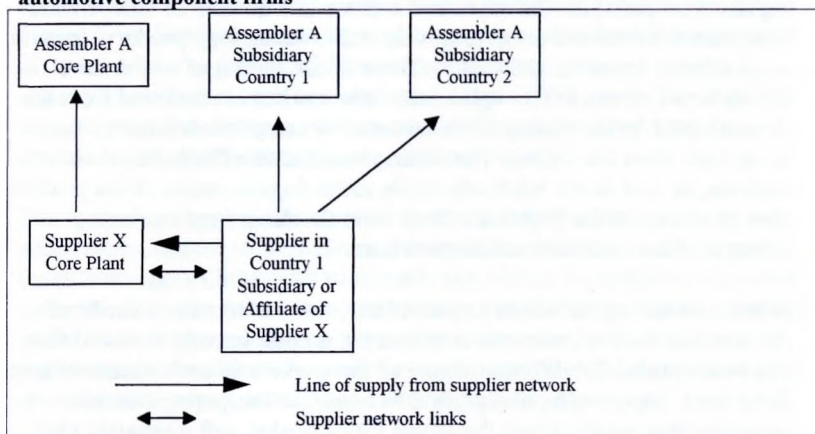 automotive component firms
Assembler A
Core Plant
Assembler A
Subsidiary
Country 1
Assembler A
Subsidiary
Country 2
Supplier X
Core Plant
Supplier in
Country 1
Subsidiary or
Affiliate of
Supplier X
Line of supply from supplier network
Supplier network links